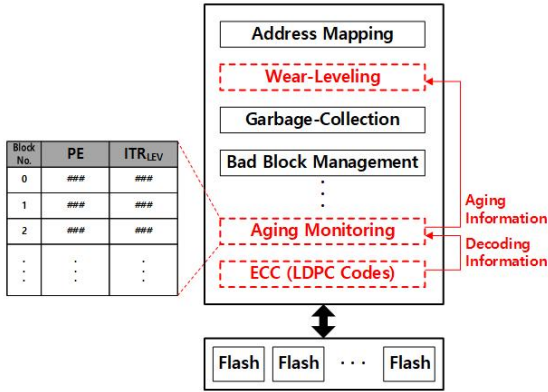 Address Mapping
Wear-Leveling
Garbage-Collection
Bad Block Management
. . .
Aging Monitoring
ECC (LDPC Codes)
Aging
Information
Decoding
Information
Block
No.
PE
ITR_LEV
0 ### ###
1 ### ###
2 ### ###
. . .
. . .
. . .
Flash Flash . . . Flash